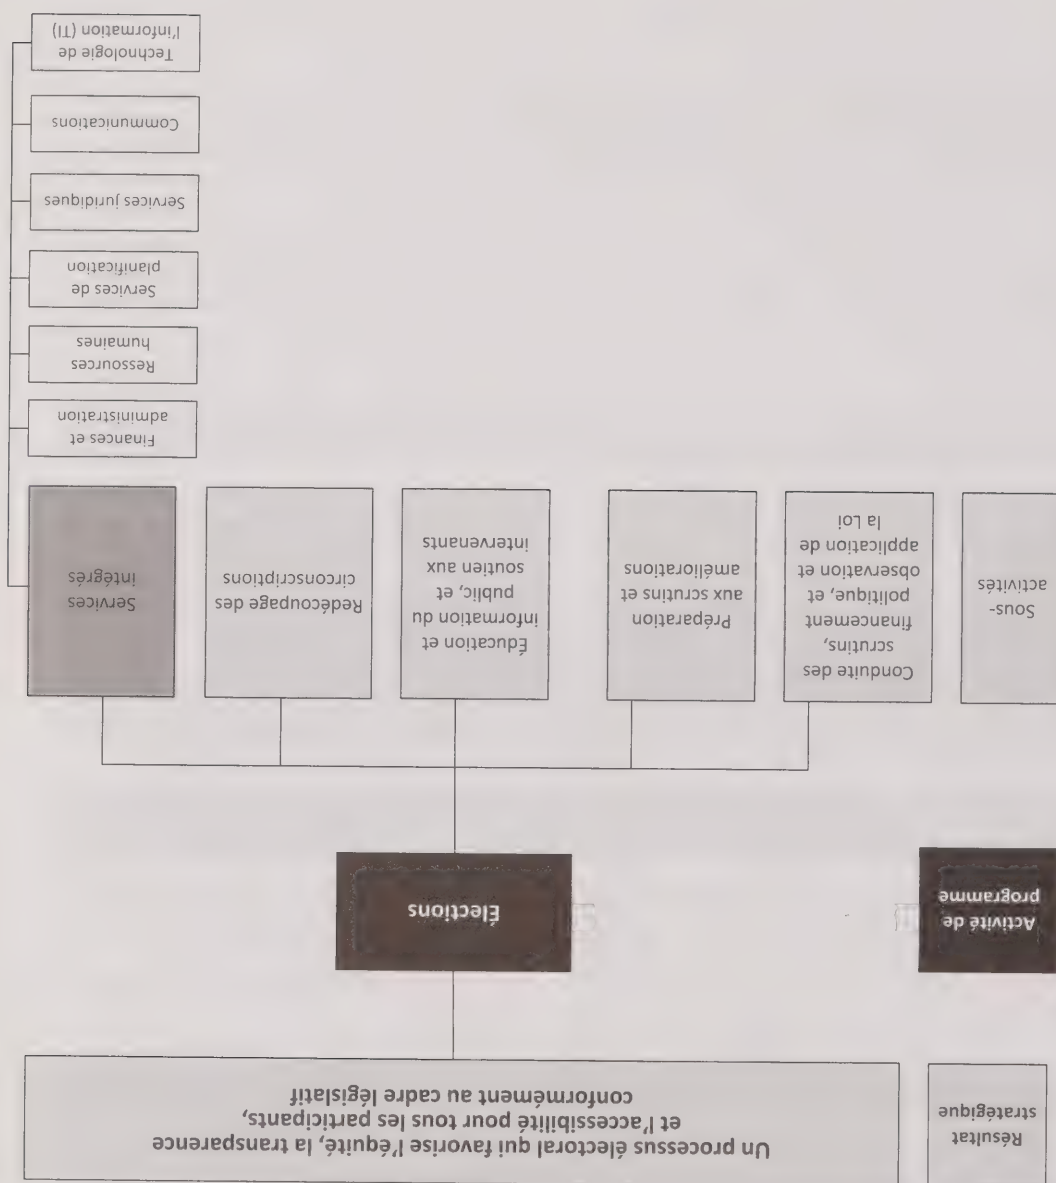 Résultat
stratégique
Un processus électoral qui favorise l'équité, la transparence
et l'accessibilité pour tous les participants,
conformément au cadre législatif
Activité de
programme
Élections
Sous-
activités
Conduite des
scrutins,
financement
politique, et
observation et
application de
la Loi
Préparation
aux scrutins et
améliorations
Éducation et
information du
public, et
soutien aux
intervenants
Redécoupage des
circonscriptions
Services
intégrés
Finances et
administration
Ressources
humaines
Services de
planification
Services juridiques
Communications
Technologie de
l'information (TI)